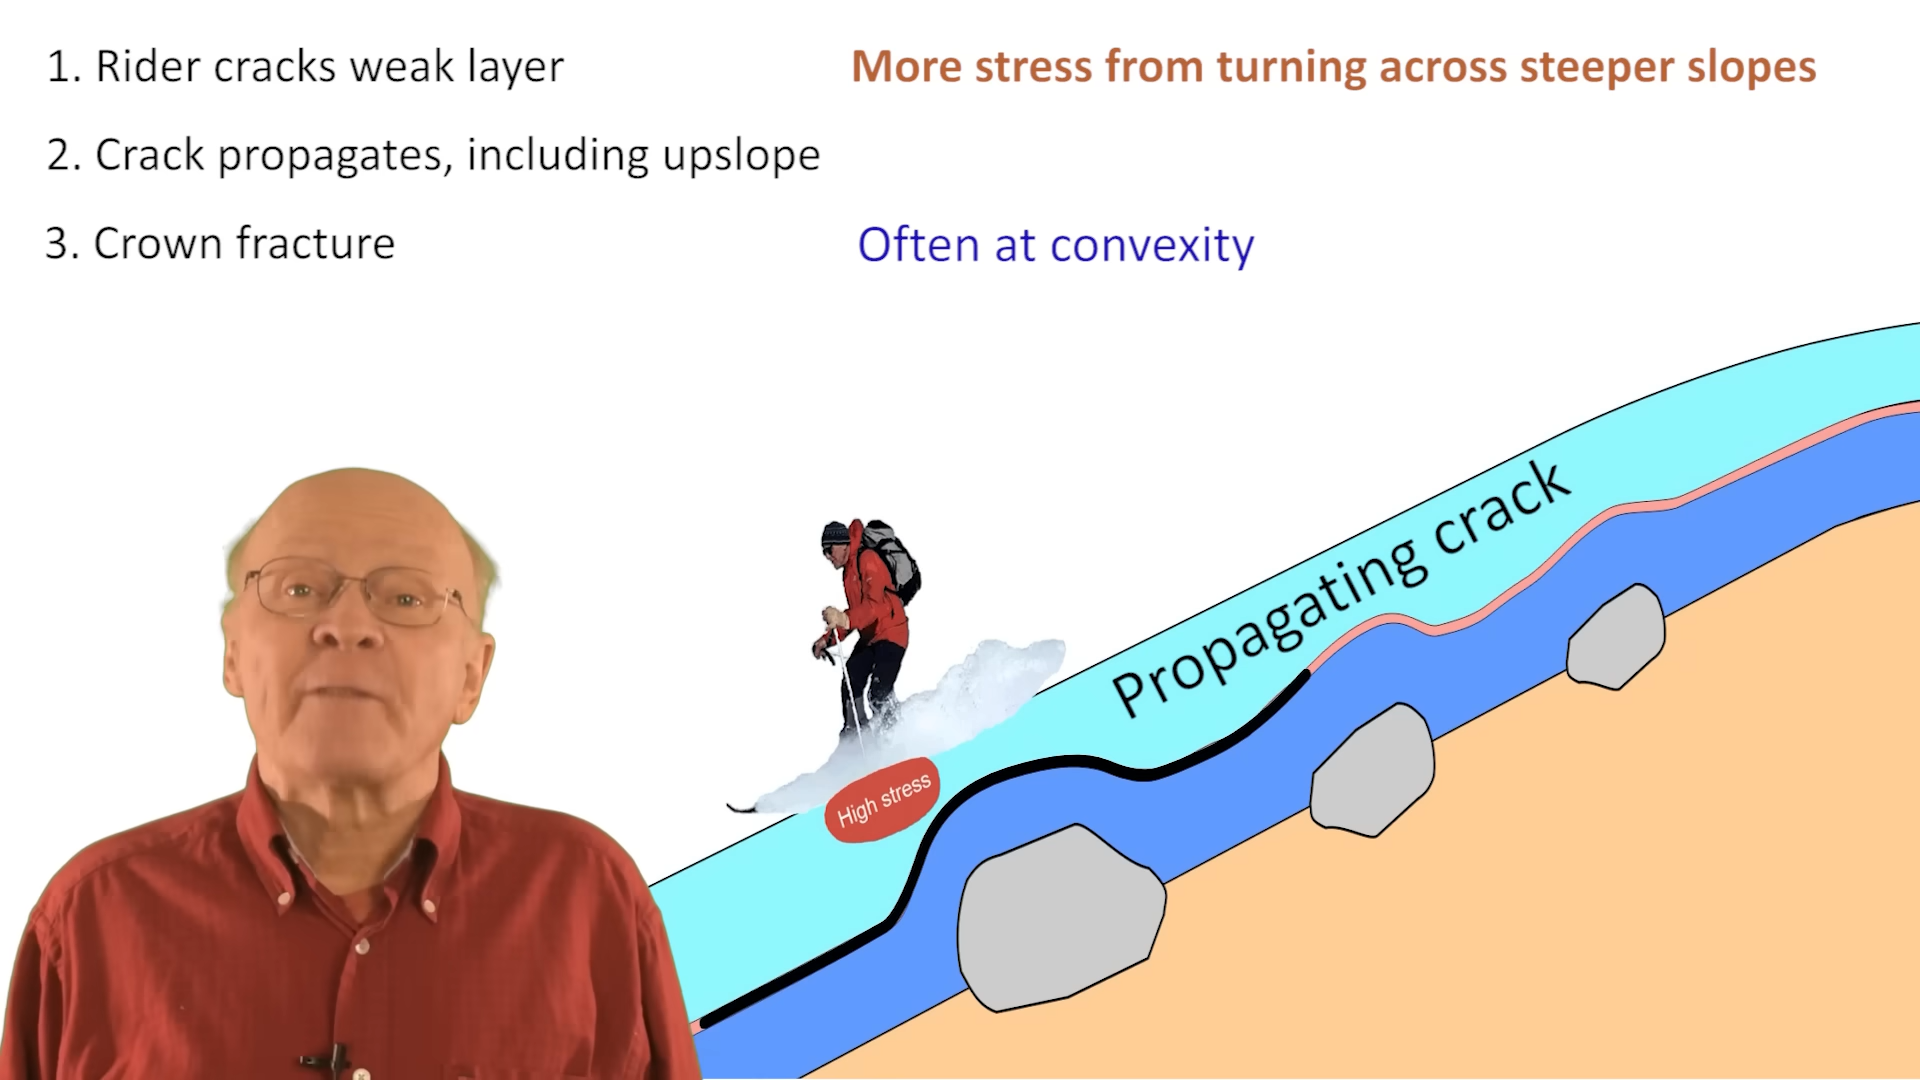 1. Rider cracks weak layer
More stress from turning across steeper slopes
2. Crack propagates, including upslope
3. Crown fracture
Often at convexity
Propagating crack
High stress